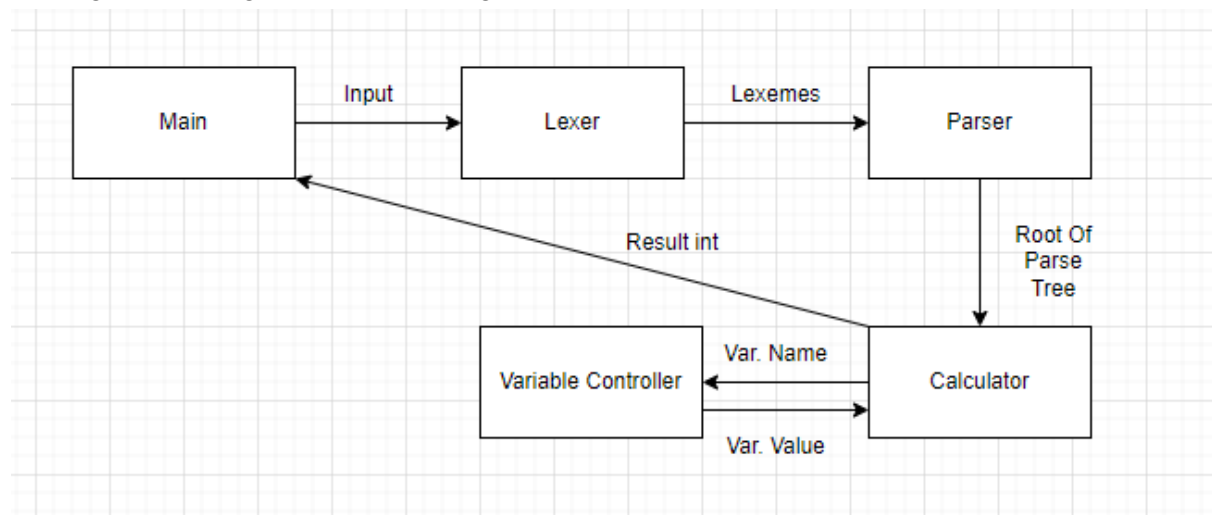 Main
Input
Lexer
Lexemes
Parser
Result int
Root Of
Parse
Tree
Variable Controller
Var. Name
Var. Value
Calculator